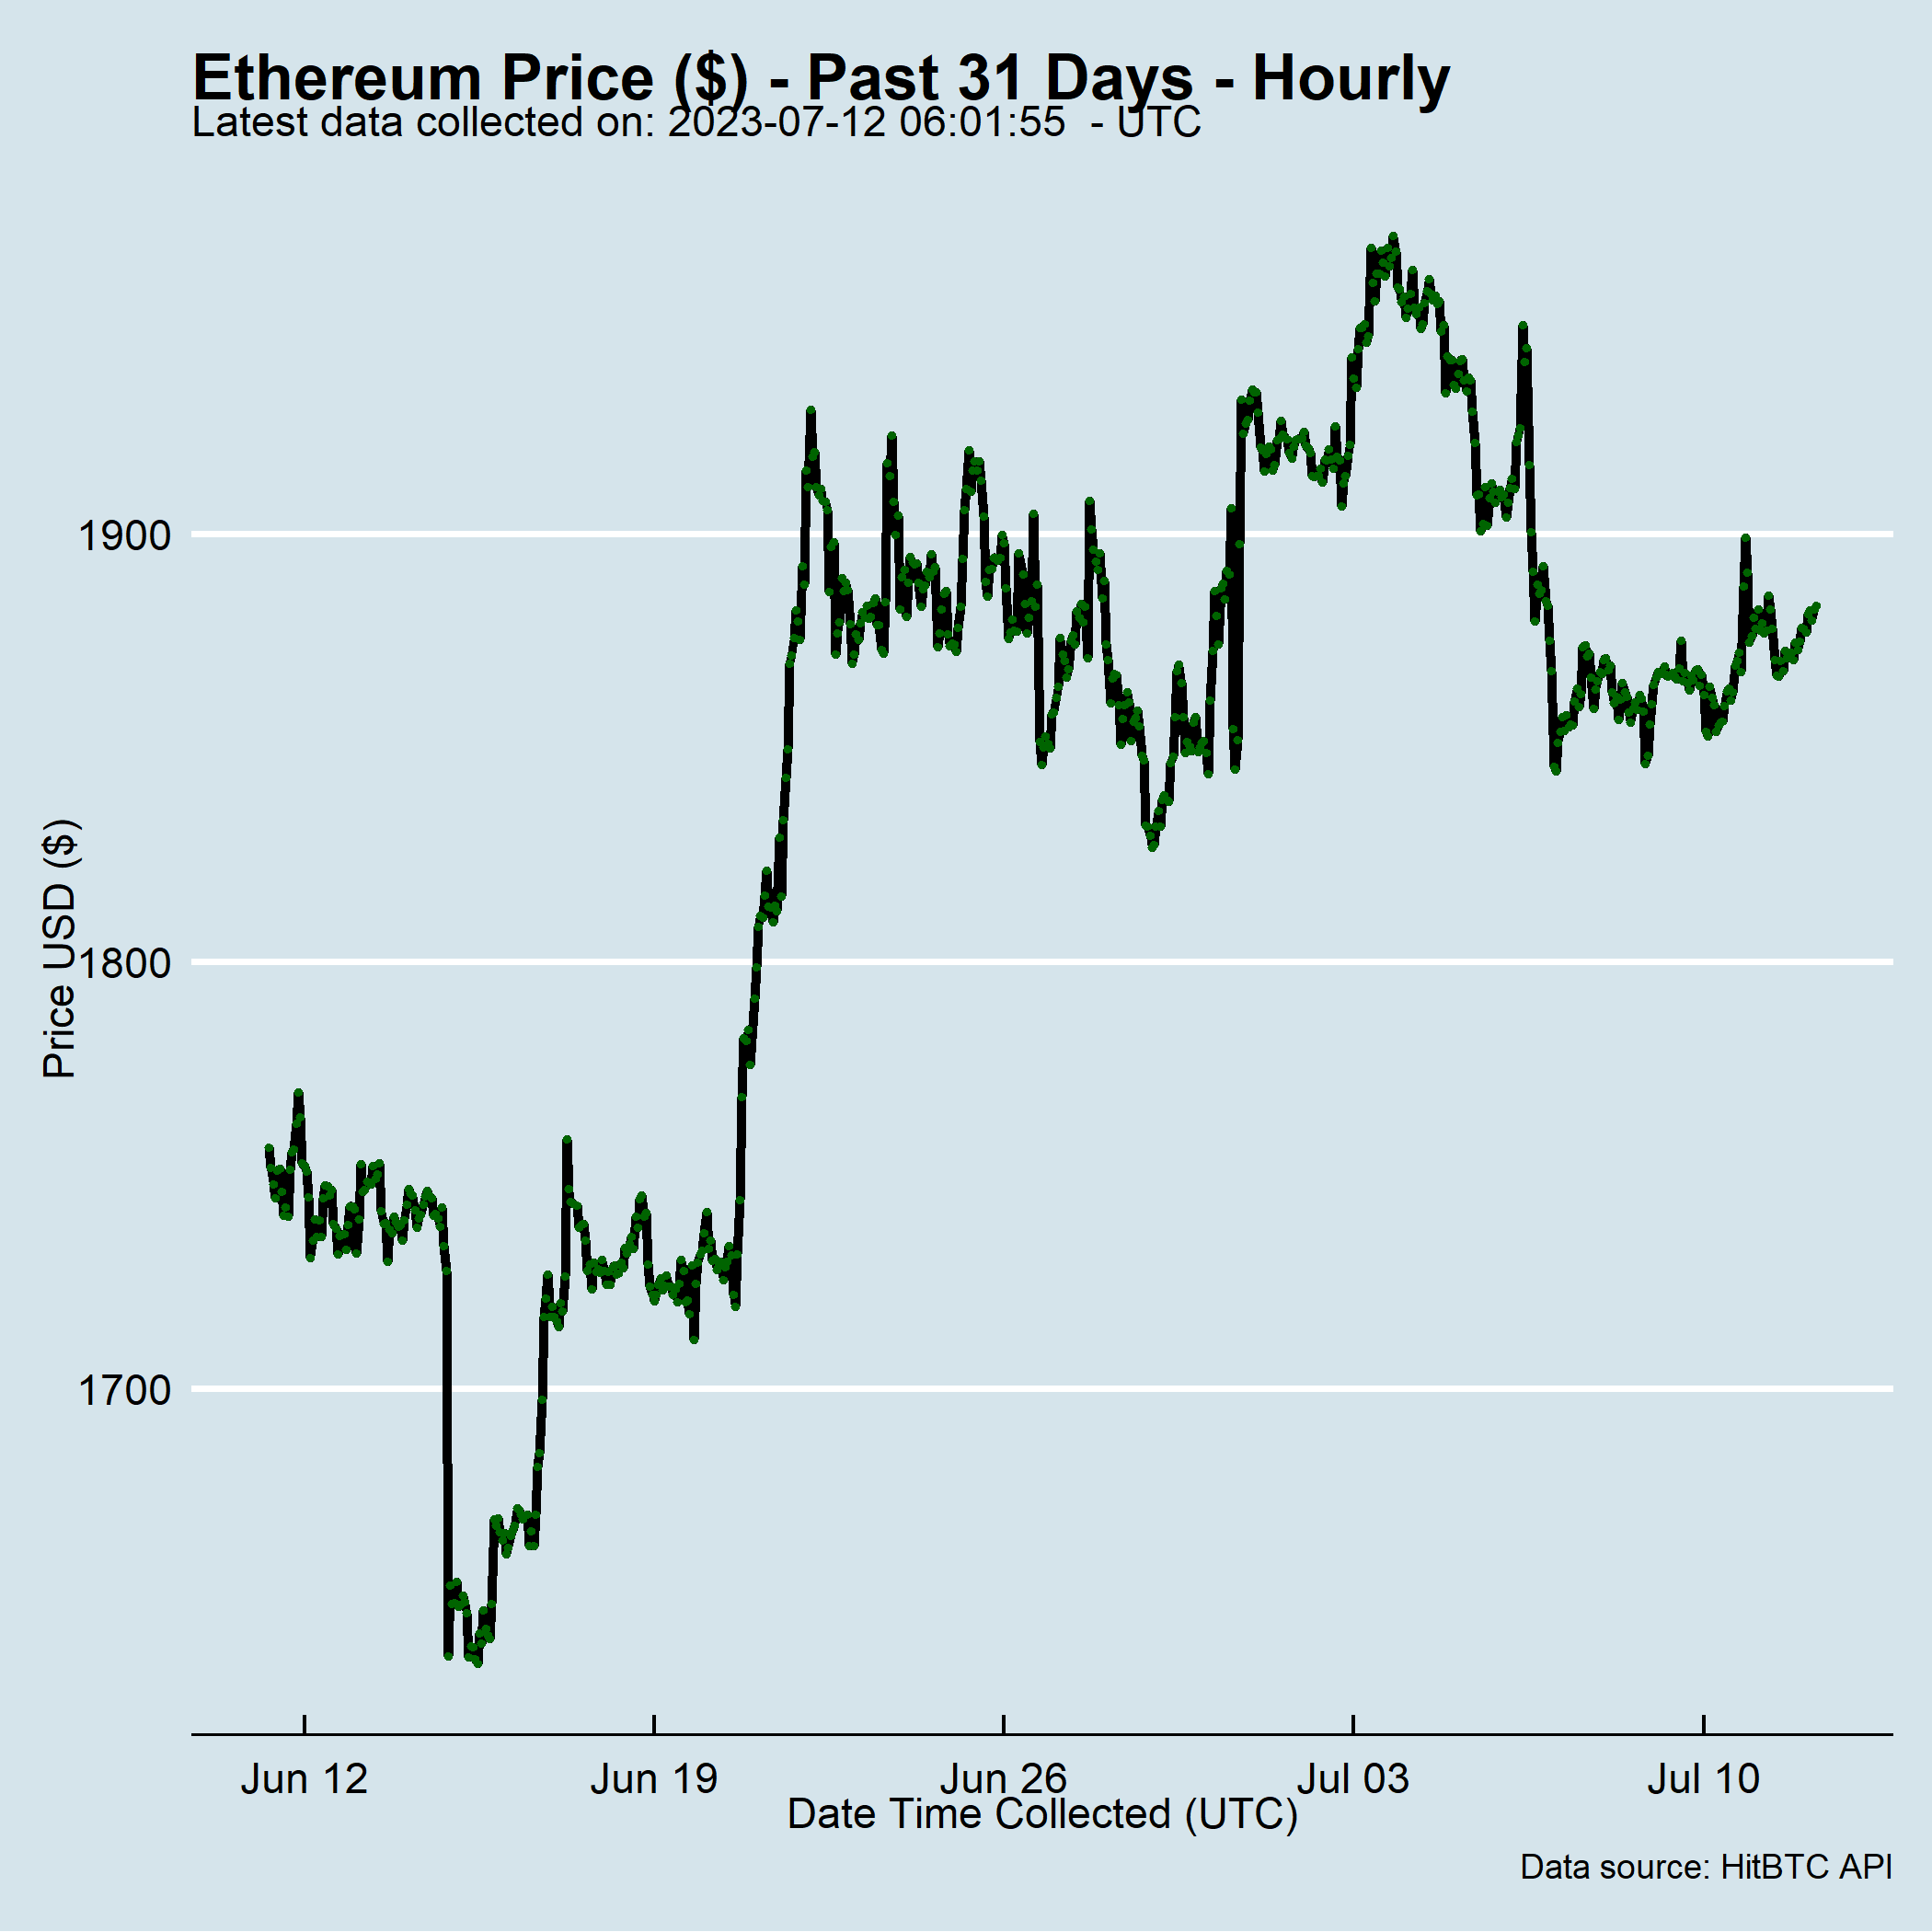 Ethereum Price ($) - Past 31 Days - Hourly
Latest data collected on: 2023-07-12 06:01:55  - UTC
Price USD ($)
1900
1800
1700
Jun 12
Jun 19
Jun 26
Jul 03
Jul 10
Date Time Collected (UTC)
Data source: HitBTC API